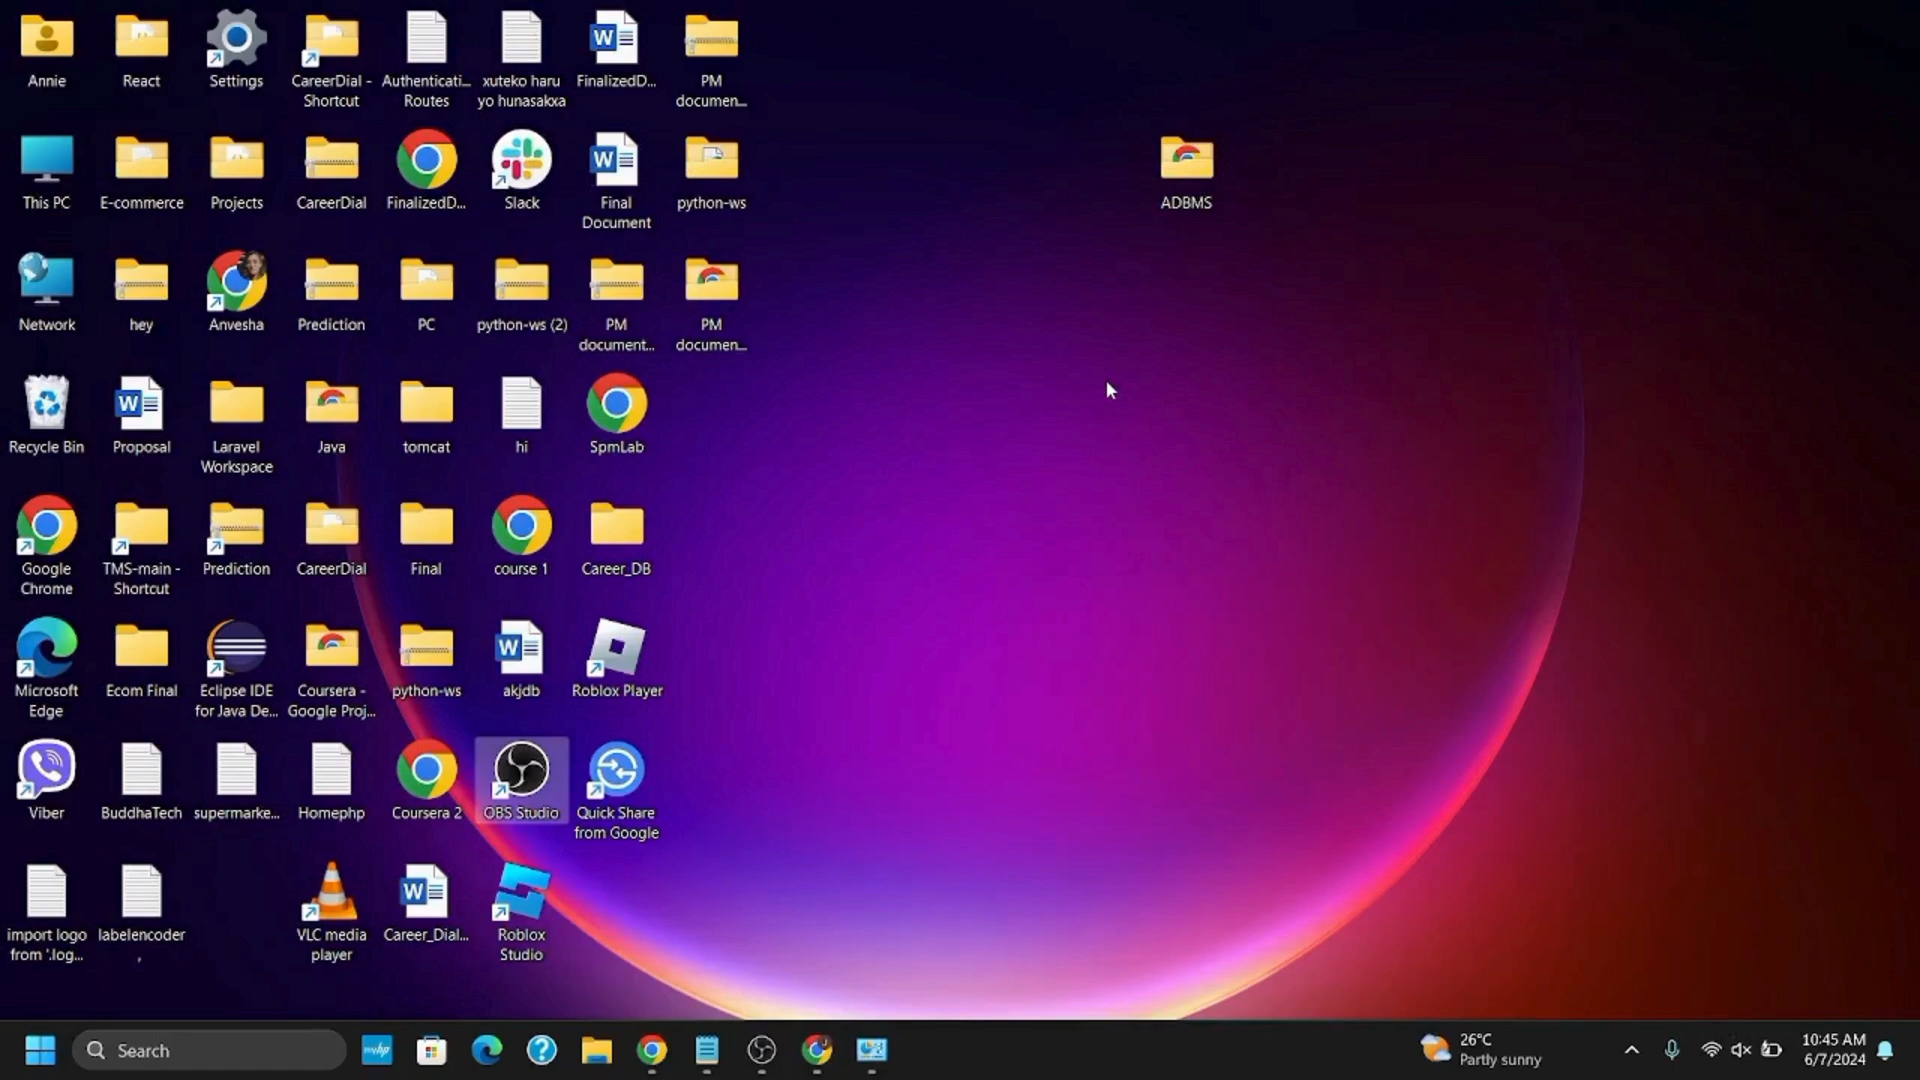 Annie
React
Settings
CareerDial -
Shortcut
Authenticati...
Routes
xuteko haru
yo hunasakxa
FinalizedD...
PM
documen...
This PC
E-commerce
Projects
CareerDial
FinalizedD...
Slack
Final
Document
python-ws
ADBMS
Network
hey
Anvesha
Prediction
PC
python-ws (2)
PM
document...
PM
documen...
Recycle Bin
Proposal
Laravel
Workspace
Java
tomcat
hi
SpmLab
Google
Chrome
TMS-main -
Shortcut
Prediction
CareerDial
Final
course 1
Career_DB
Microsoft
Edge
Ecom Final
Eclipse IDE
for Java De...
Coursera -
Google Proj...
python-ws
akjdb
Roblox Player
Viber
BuddhaTech
supermarke...
Homephp
Coursera 2
OBS Studio
Quick Share
from Google
import logo
from '.log...
labelencoder
,
VLC media
player
Career_Dial...
Roblox
Studio
Search
myhp
26°C
Partly sunny
10:45 AM
6/7/2024